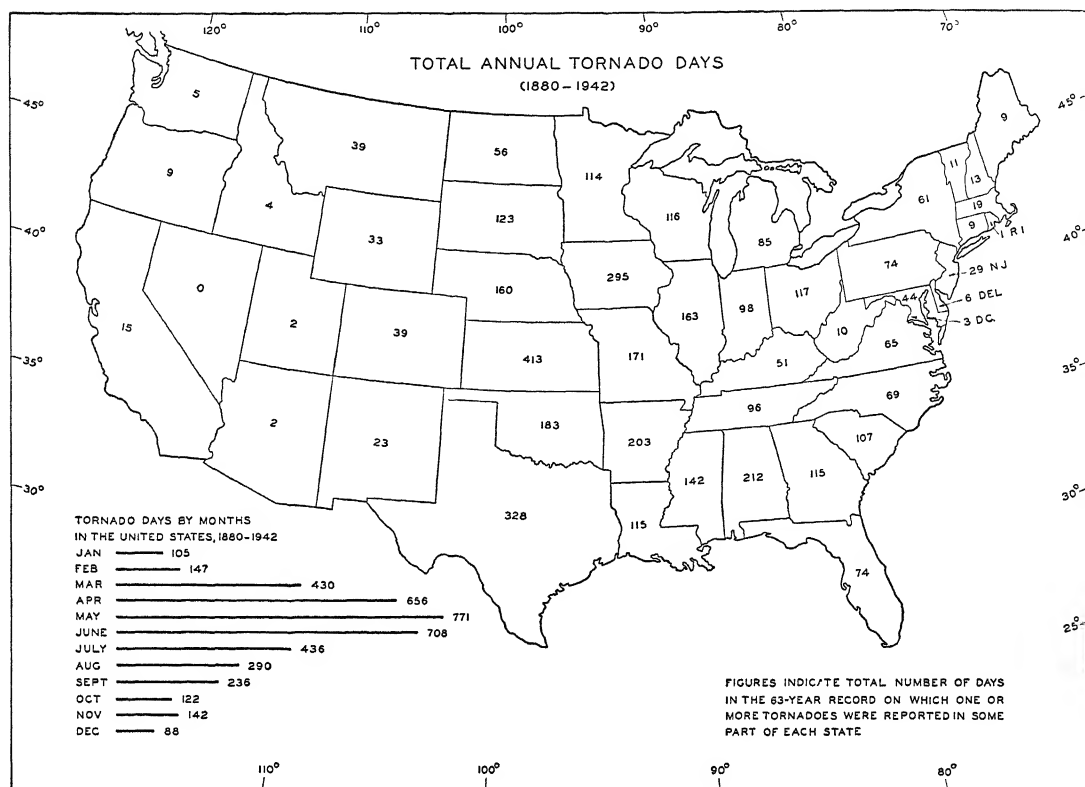 120° 110° 100° 90° 80° 70°
TOTAL ANNUAL TORNADO DAYS
(1880–1942)
45° 45°
5 39 56 114 9
9 4 11 13
33 123 116 85 61 19
9 1 R I
40° 40°
0 160 295 74 29 NJ
15 2 39 163 98 117 44 6 DEL
10 3 DC.
413 171 51 65
35° 35°
2 23 183 203 96 69
107
142 212 115
30° 30°
328 115
74
25°
TORNADO DAYS BY MONTHS
IN THE UNITED STATES, 1880-1942
JAN 105
FEB 147
MAR 430
APR 656
MAY 771
JUNE 708
JULY 436
AUG 290
SEPT 236
OCT 122
NOV 142
DEC 88
FIGURES INDIC/TE TOTAL NUMBER OF DAYS
IN THE 63-YEAR RECORD ON WHICH ONE OR
MORE TORNADOES WERE REPORTED IN SOME
PART OF EACH STATE
110° 100° 90° 80°